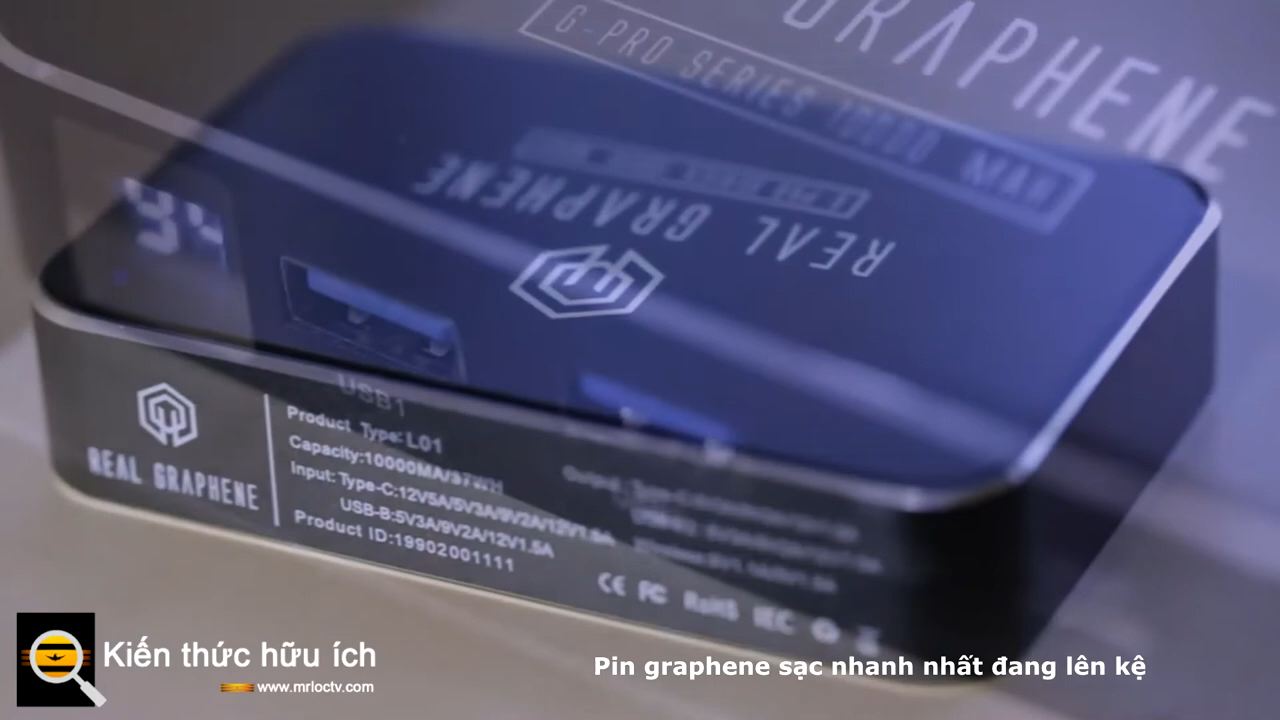 GRAPHENE
G-PRO SERIES 10000 MAH
REAL GRAPHENE
USB1
REAL GRAPHENE
Product Type: L01
Capacity:10000MA/37WH
Input: Type-C:12V5A/5V3A/9V2A/12V1.5A
USB-B:5V3A/9V2A/12V1.5A
Product ID:19902001111
Output:
CE FC RoHS IEC
Kiến thức hữu ích
www.mrloctv.com
Pin graphene sạc nhanh nhất đang lên kệ